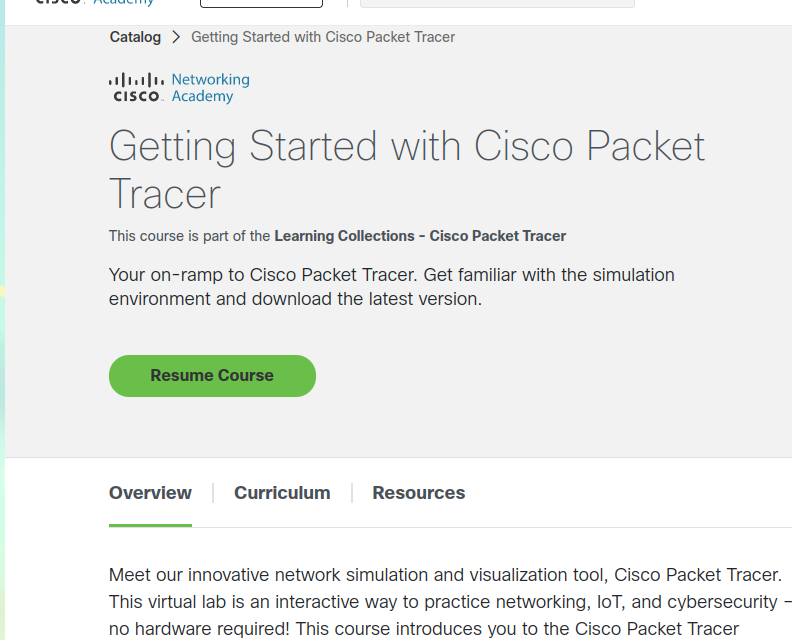 CISCO Academy
Catalog > Getting Started with Cisco Packet Tracer
CISCO Networking Academy
Getting Started with Cisco Packet
Tracer
This course is part of the Learning Collections - Cisco Packet Tracer
Your on-ramp to Cisco Packet Tracer. Get familiar with the simulation
environment and download the latest version.
Resume Course
Overview | Curriculum | Resources
Meet our innovative network simulation and visualization tool, Cisco Packet Tracer.
This virtual lab is an interactive way to practice networking, IoT, and cybersecurity –
no hardware required! This course introduces you to the Cisco Packet Tracer